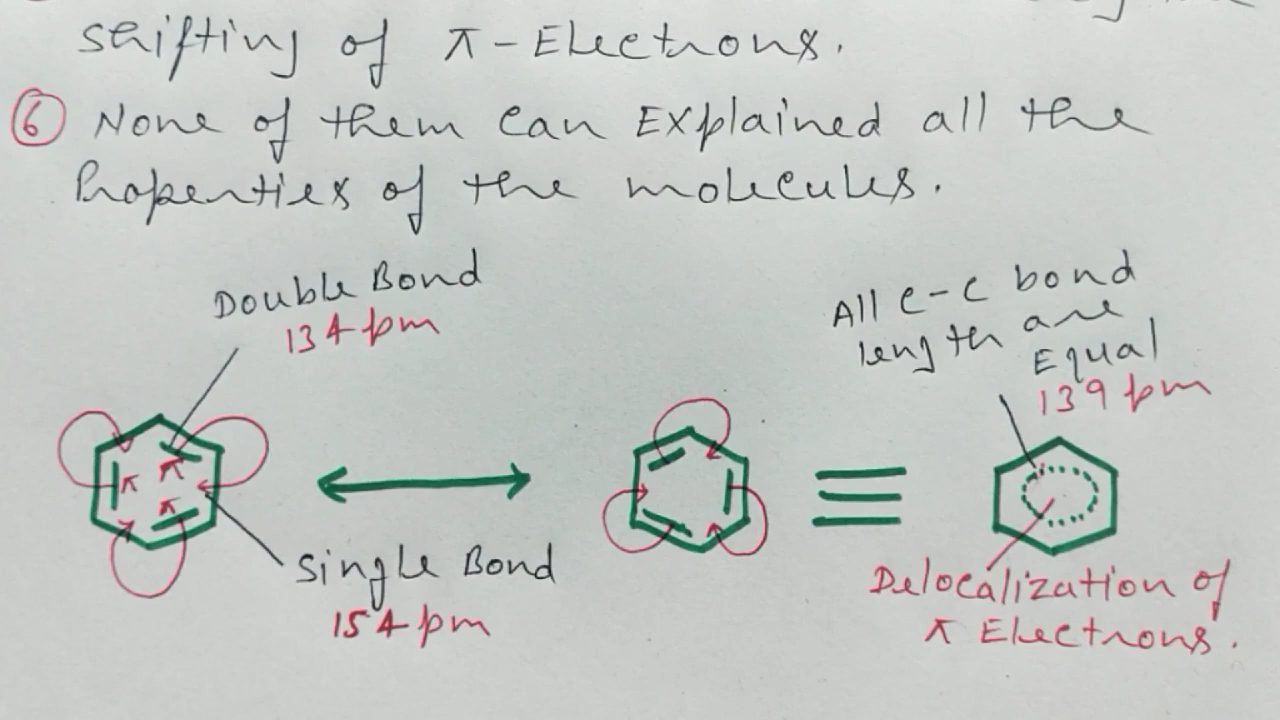 shifting of π-Electrons.
⑥ None of them can Explained all the
Properties of the molecules.
Double Bond
134 pm
All C-C bond
length are
Equal
139 pm
π
π
π
Single Bond
154 pm
Delocalization of
π Electrons.